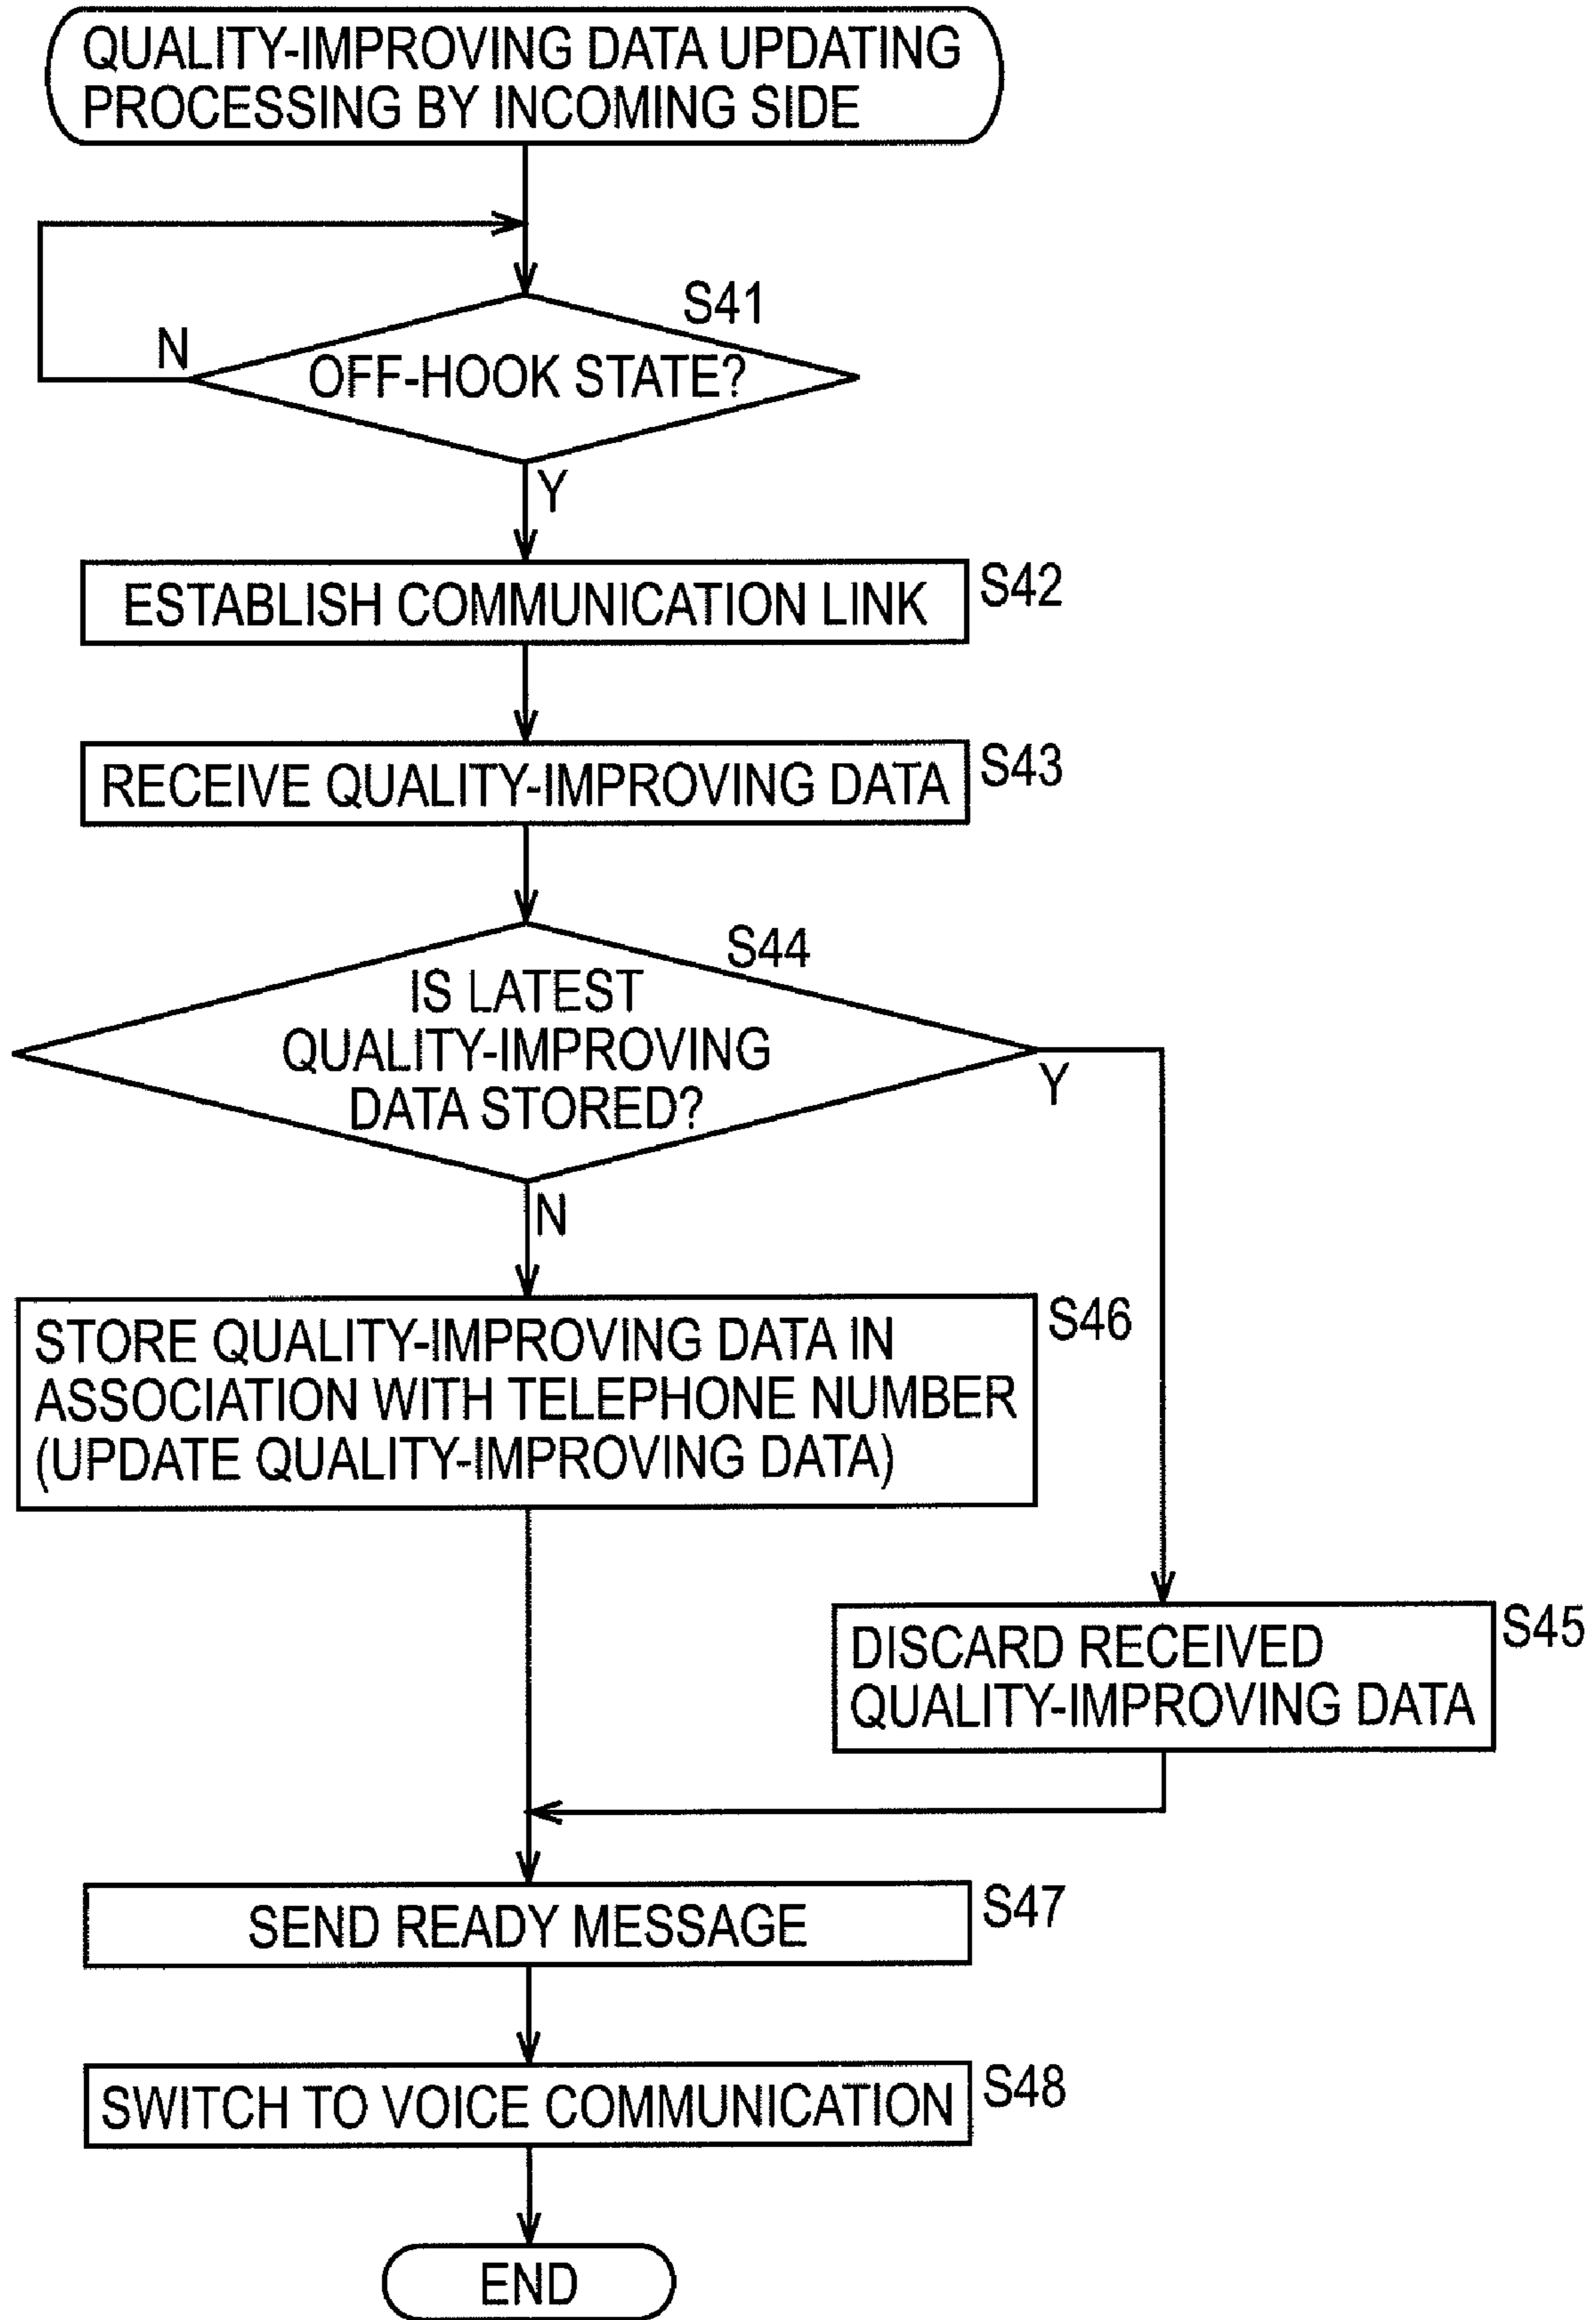 QUALITY-IMPROVING DATA UPDATING
PROCESSING BY INCOMING SIDE
S41
N
OFF-HOOK STATE?
Y
ESTABLISH COMMUNICATION LINK
S42
RECEIVE QUALITY-IMPROVING DATA
S43
S44
IS LATEST
QUALITY-IMPROVING
DATA STORED?
Y
N
S46
STORE QUALITY-IMPROVING DATA IN
ASSOCIATION WITH TELEPHONE NUMBER
(UPDATE QUALITY-IMPROVING DATA)
S45
DISCARD RECEIVED
QUALITY-IMPROVING DATA
SEND READY MESSAGE
S47
SWITCH TO VOICE COMMUNICATION
S48
END